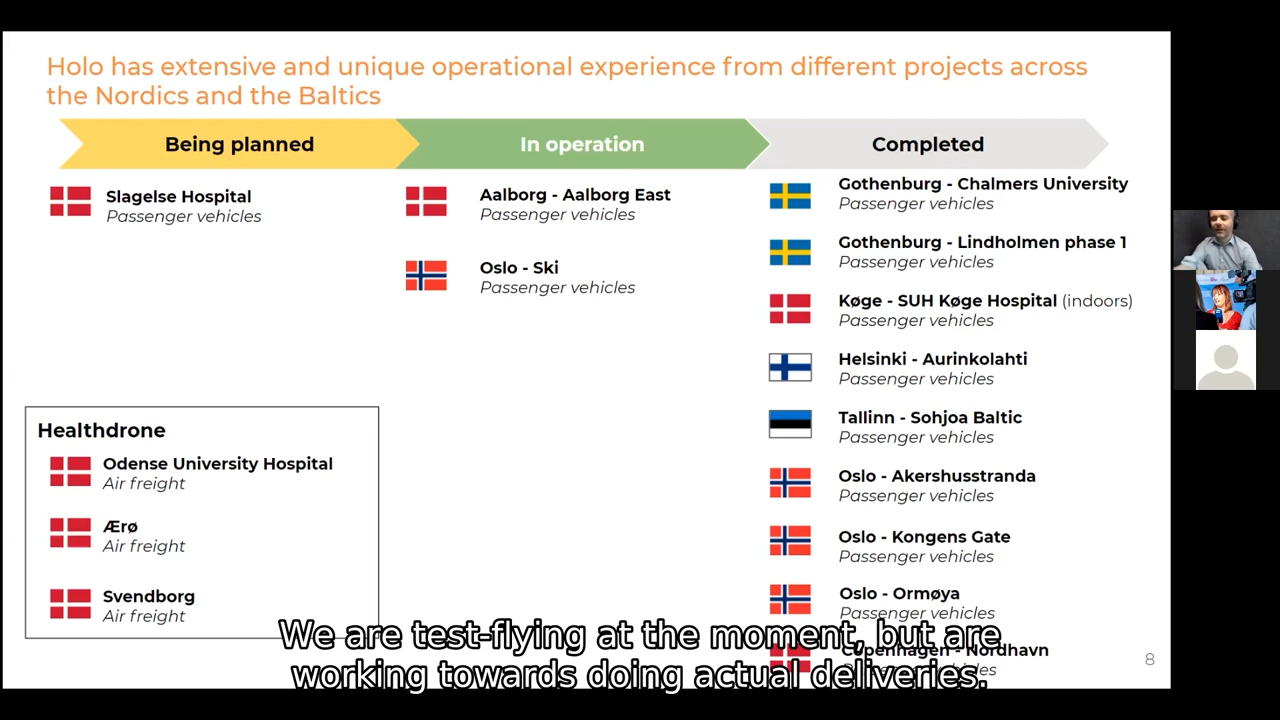 Holo has extensive and unique operational experience from different projects across
the Nordics and the Baltics
Being planned
In operation
Completed
Slagelse Hospital
Passenger vehicles
Healthdrone
Odense University Hospital
Air freight
Ærø
Air freight
Svendborg
Air freight
Aalborg - Aalborg East
Passenger vehicles
Oslo - Ski
Passenger vehicles
Gothenburg - Chalmers University
Passenger vehicles
Gothenburg - Lindholmen phase 1
Passenger vehicles
Køge - SUH Køge Hospital (indoors)
Passenger vehicles
Helsinki - Aurinkolahti
Passenger vehicles
Tallinn - Sohjoa Baltic
Passenger vehicles
Oslo - Akershusstranda
Passenger vehicles
Oslo - Kongens Gate
Passenger vehicles
Oslo - Ormøya
Passenger vehicles
Copenhagen - Nordhavn
Passenger vehicles
8
We are test-flying at the moment, but are
working towards doing actual deliveries.